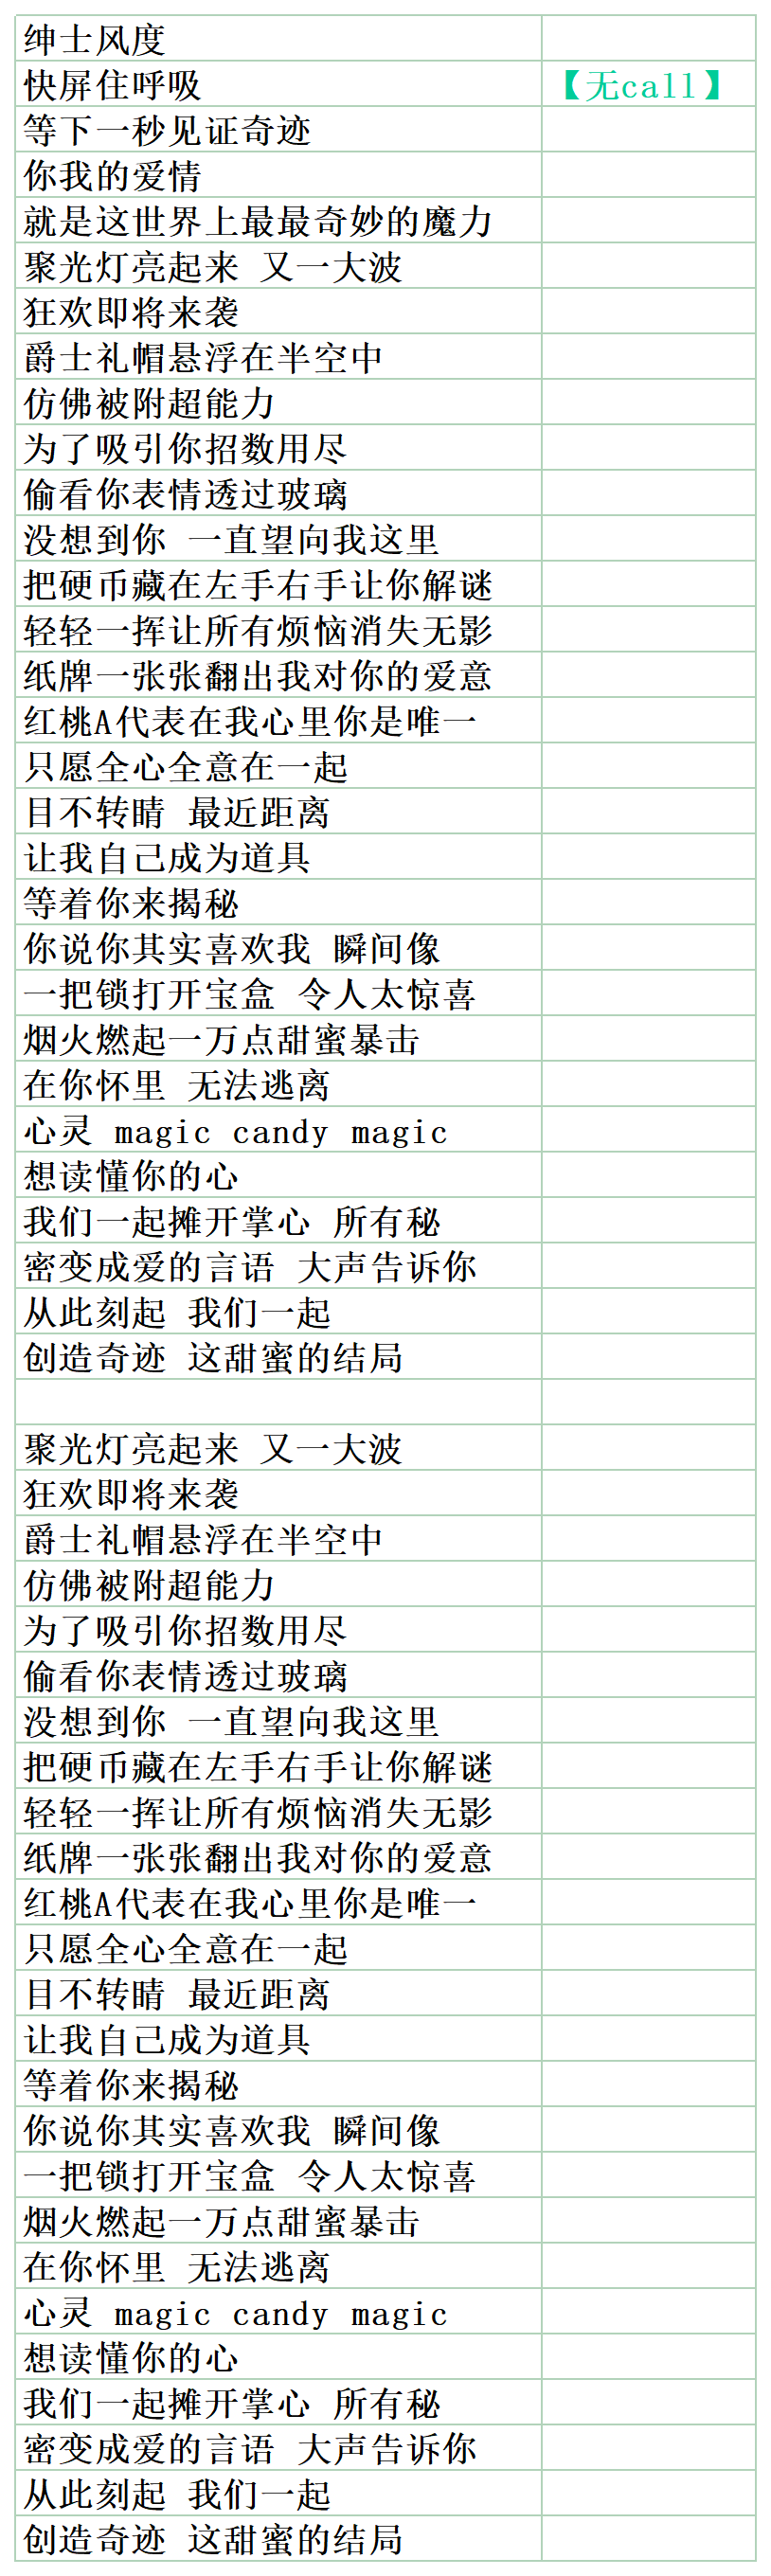 绅士风度
快屏住呼吸 【无call】
等下一秒见证奇迹
你我的爱情
就是这世界上最最奇妙的魔力
聚光灯亮起来 又一大波
狂欢即将来袭
爵士礼帽悬浮在半空中
仿佛被附超能力
为了吸引你招数用尽
偷看你表情透过玻璃
没想到你 一直望向我这里
把硬币藏在左手右手让你解谜
轻轻一挥让所有烦恼消失无影
纸牌一张张翻出我对你的爱意
红桃A代表在我心里你是唯一
只愿全心全意在一起
目不转睛 最近距离
让我自己成为道具
等着你来揭秘
你说你其实喜欢我 瞬间像
一把锁打开宝盒 令人太惊喜
烟火燃起一万点甜蜜暴击
在你怀里 无法逃离
心灵 magic candy magic
想读懂你的心
我们一起摊开掌心 所有秘
密变成爱的言语 大声告诉你
从此刻起 我们一起
创造奇迹 这甜蜜的结局
聚光灯亮起来 又一大波
狂欢即将来袭
爵士礼帽悬浮在半空中
仿佛被附超能力
为了吸引你招数用尽
偷看你表情透过玻璃
没想到你 一直望向我这里
把硬币藏在左手右手让你解谜
轻轻一挥让所有烦恼消失无影
纸牌一张张翻出我对你的爱意
红桃A代表在我心里你是唯一
只愿全心全意在一起
目不转睛 最近距离
让我自己成为道具
等着你来揭秘
你说你其实喜欢我 瞬间像
一把锁打开宝盒 令人太惊喜
烟火燃起一万点甜蜜暴击
在你怀里 无法逃离
心灵 magic candy magic
想读懂你的心
我们一起摊开掌心 所有秘
密变成爱的言语 大声告诉你
从此刻起 我们一起
创造奇迹 这甜蜜的结局